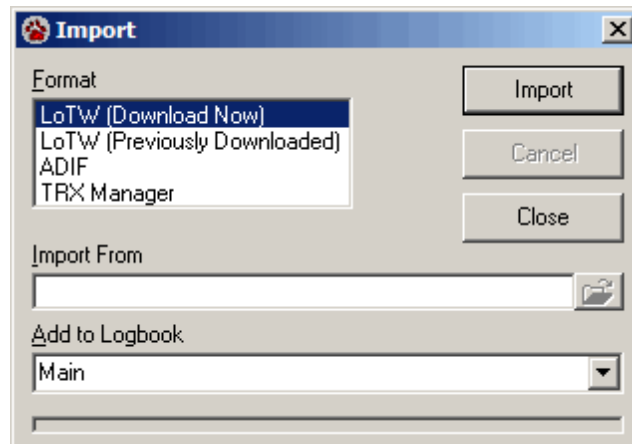 Import
Format
LoTW (Download Now)
LoTW (Previously Downloaded)
ADIF
TRX Manager
Import
Cancel
Close
Import From
Add to Logbook
Main